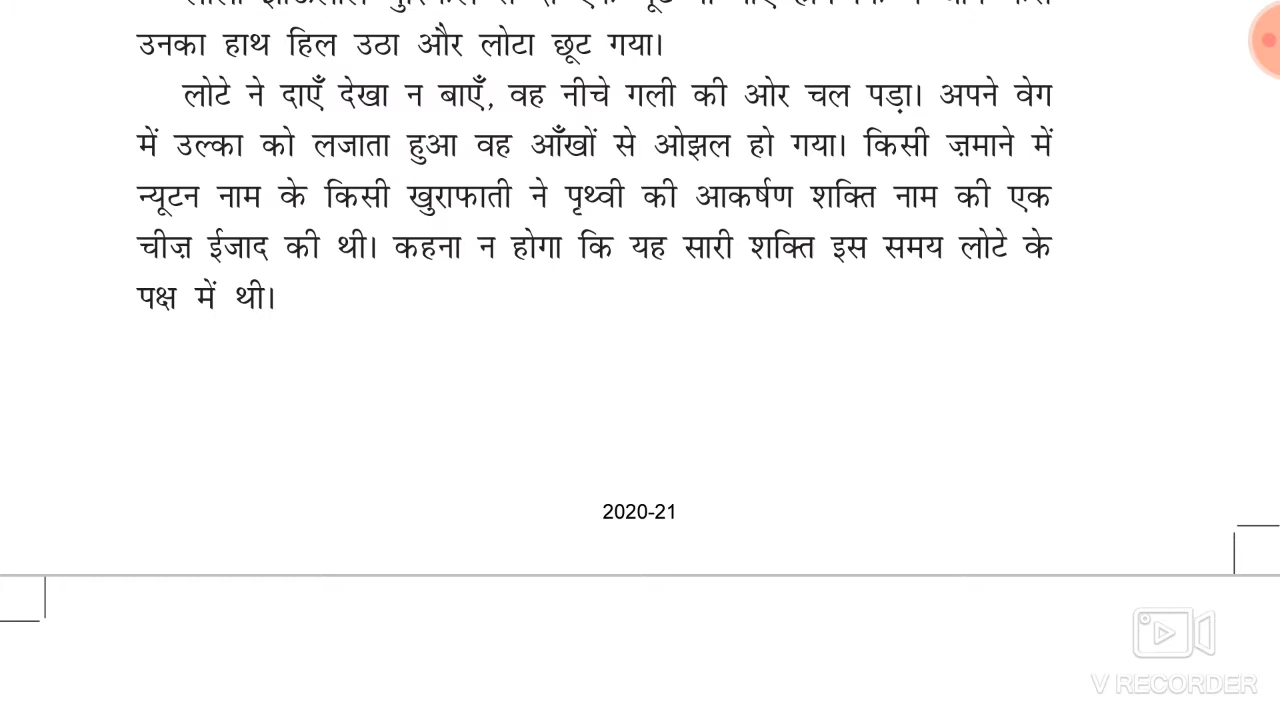 उनका हाथ हिल उठा और लोटा छूट गया।
लोटे ने दाएँ देखा न बाएँ, वह नीचे गली की ओर चल पड़ा। अपने वेग
में उल्का को लजाता हुआ वह आँखों से ओझल हो गया। किसी ज़माने में
न्यूटन नाम के किसी खुराफाती ने पृथ्वी की आकर्षण शक्ति नाम की एक
चीज़ ईजाद की थी। कहना न होगा कि यह सारी शक्ति इस समय लोटे के
पक्ष में थी।
2020-21
V RECORDER